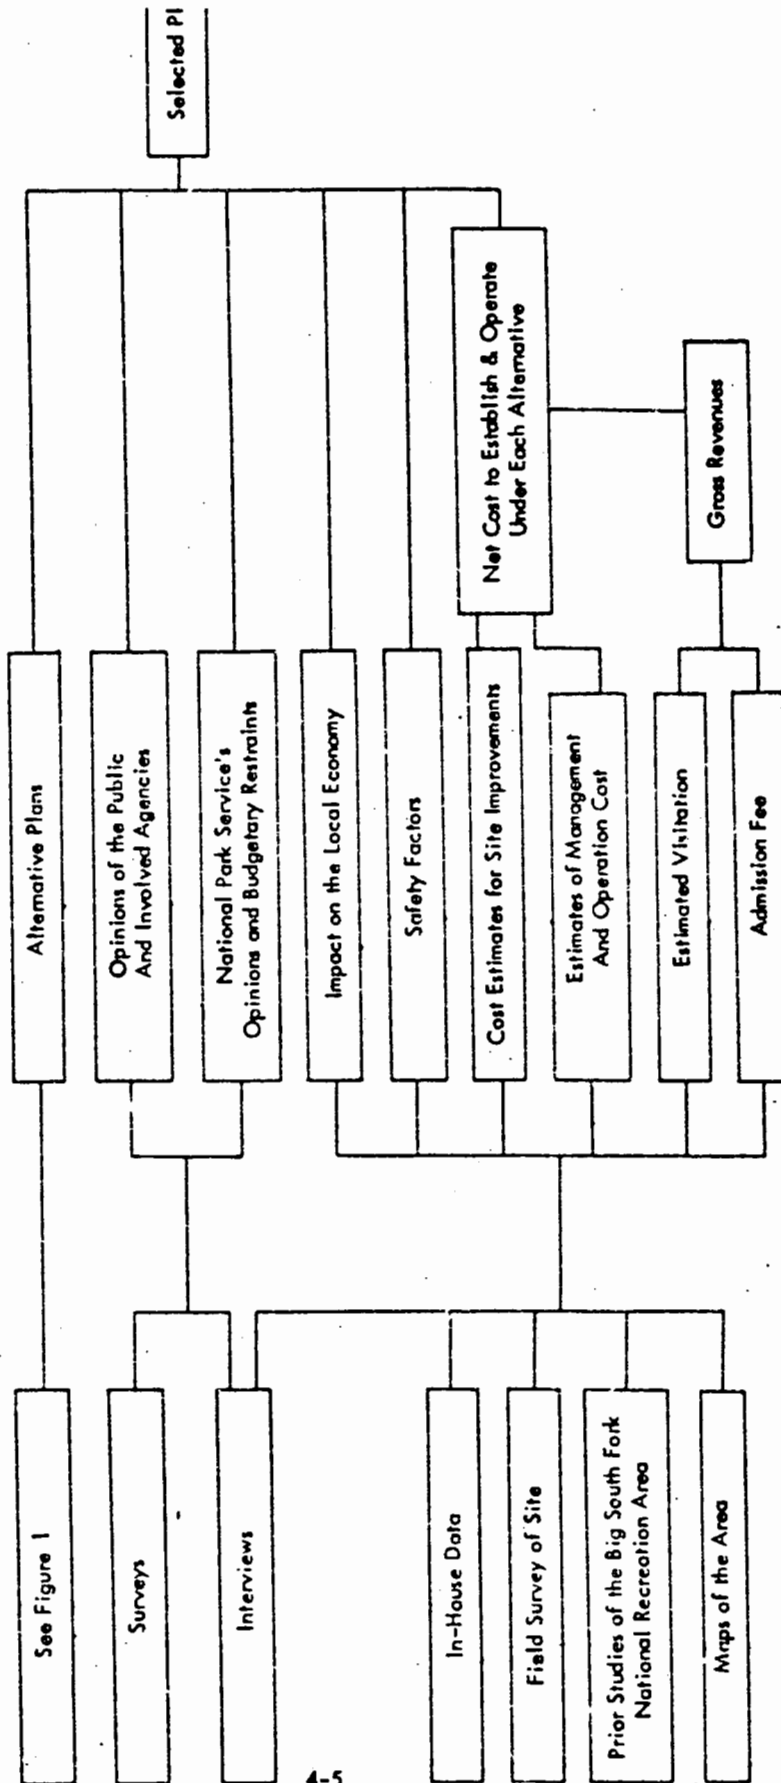 See Figure 1
Surveys
Interviews
In-House Data
Field Survey of Site
Prior Studies of the Big South Fork
National Recreation Area
Maps of the Area
Alternative Plans
Opinions of the Public
And Involved Agencies
National Park Service's
Opinions and Budgetary Restraints
Impact on the Local Economy
Safety Factors
Cost Estimates for Site Improvements
Estimates of Management
And Operation Cost
Estimated Visitation
Admission Fee
Net Cost to Establish & Operate
Under Each Alternative
Gross Revenues
Selected Pl
4-5